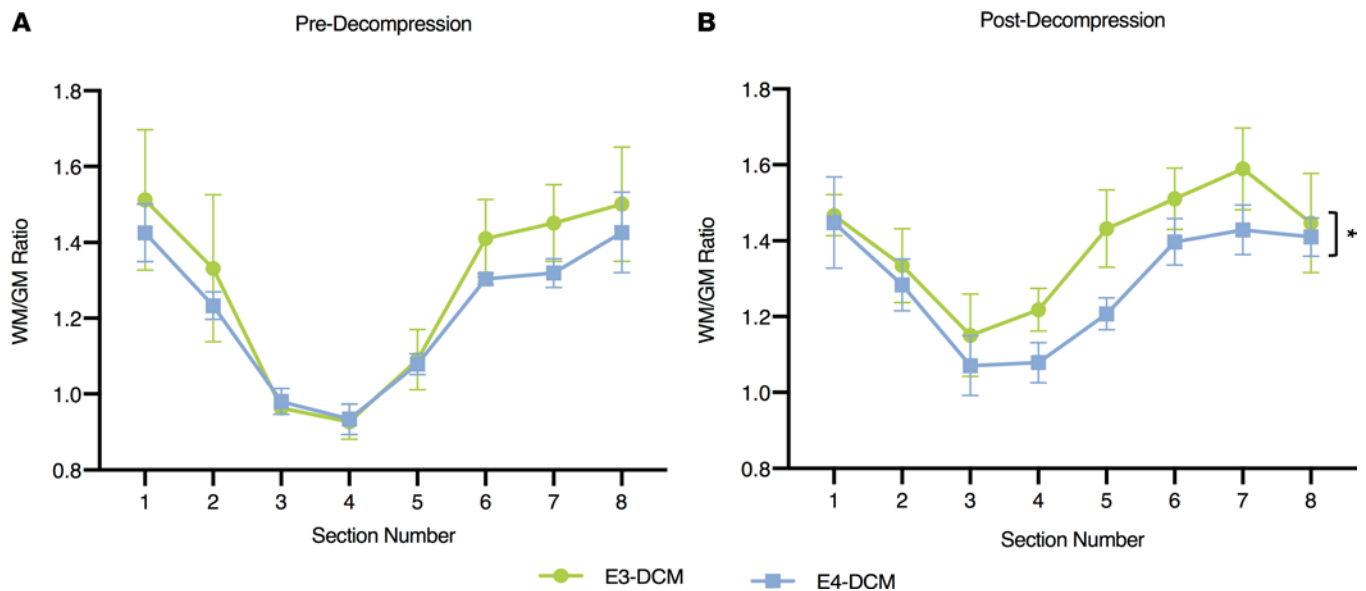 A Pre-Decompression
WM/GM Ratio
1.8
1.6
1.4
1.2
1.0
0.8
1 2 3 4 5 6 7 8
Section Number
B Post-Decompression
WM/GM Ratio
1.8
1.6
1.4
1.2
1.0
0.8
1 2 3 4 5 6 7 8
Section Number
*
E3-DCM E4-DCM